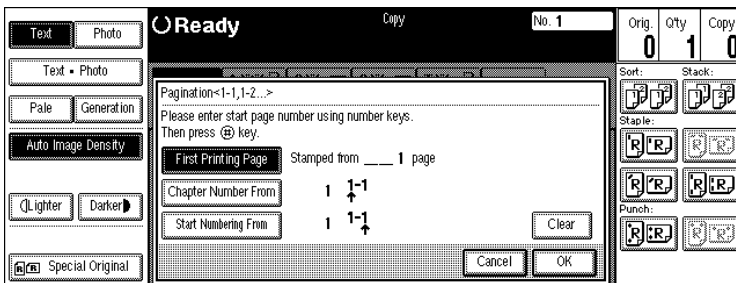 Text
Photo
Text • Photo
Pale
Generation
Auto Image Density
Lighter
Darker
Special Original
Ready
Copy
No. 1
Orig.
Q'ty
Copy
0
1
0
Pagination<1-1,1-2...>
Please enter start page number using number keys.
Then press # key.
First Printing Page
Stamped from __ __ 1 page
Chapter Number From
1
1-1
Start Numbering From
1
1-1
Clear
Cancel
OK
Sort:
Stack:
Staple:
Punch: